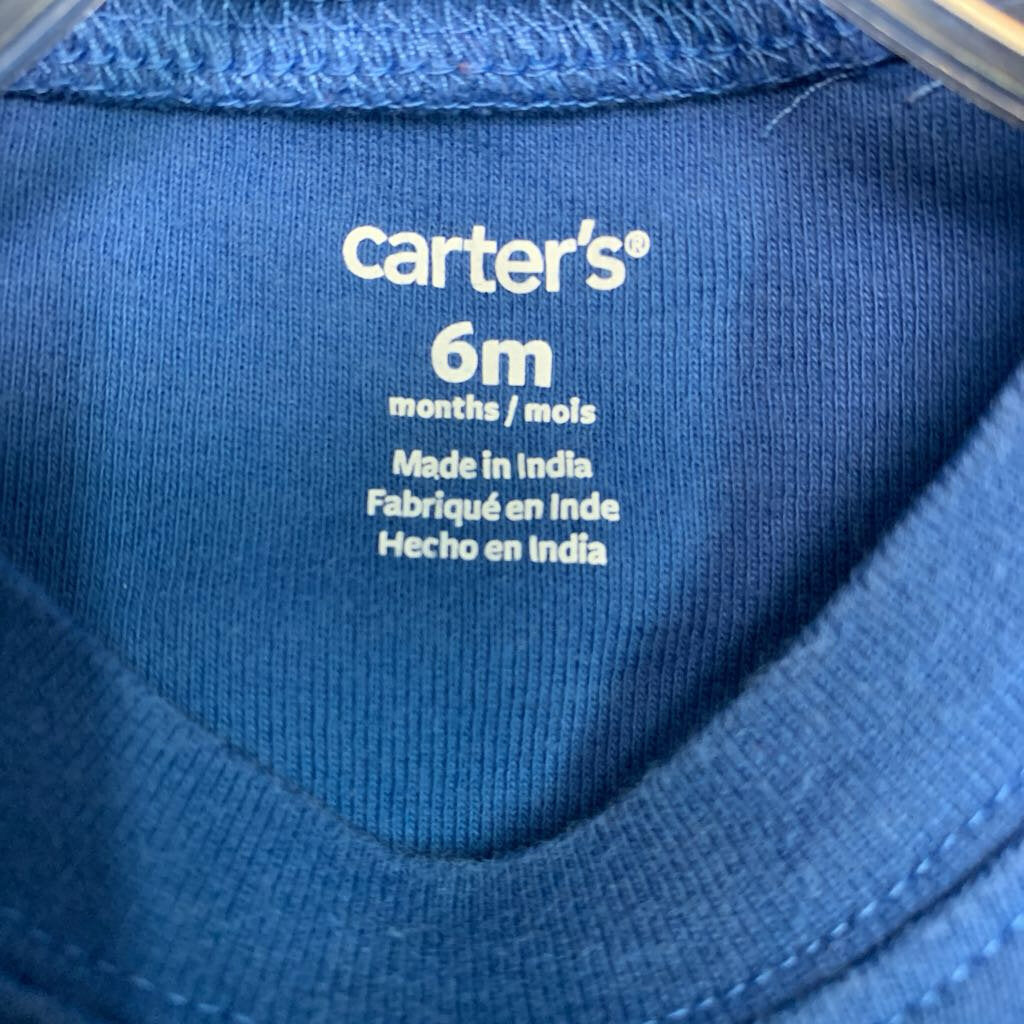 carter's®
6m
months / mois
Made in India
Fabriqué en Inde
Hecho en India